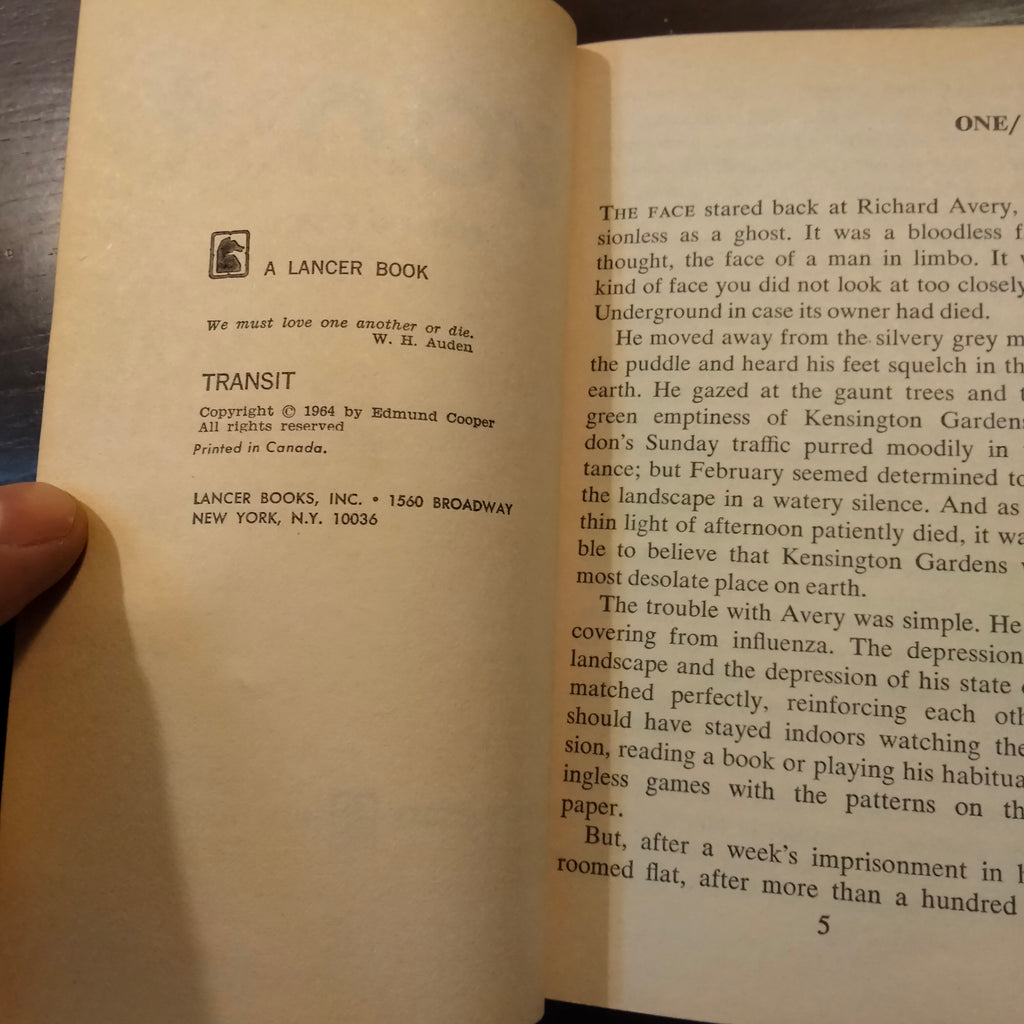 A LANCER BOOK
We must love one another or die.
W. H. Auden
TRANSIT
Copyright © 1964 by Edmund Cooper
All rights reserved
Printed in Canada.
LANCER BOOKS, INC. • 1560 BROADWAY
NEW YORK, N.Y. 10036
ONE/
THE FACE stared back at Richard Avery,
sionless as a ghost. It was a bloodless
thought, the face of a man in limbo. It
kind of face you did not look at too closely
Underground in case its owner had died.
He moved away from the silvery grey
the puddle and heard his feet squelch in
earth. He gazed at the gaunt trees and
green emptiness of Kensington Gardens
don's Sunday traffic purred moodily in
tance; but February seemed determined to
the landscape in a watery silence. And as
thin light of afternoon patiently died, it
ble to believe that Kensington Gardens
most desolate place on earth.
The trouble with Avery was simple. He
covering from influenza. The depression
landscape and the depression of his state
matched perfectly, reinforcing each
should have stayed indoors watching the
sion, reading a book or playing his
ingless games with the patterns on
paper.
But, after a week's imprisonment in
roomed flat, after more than a hundred
5